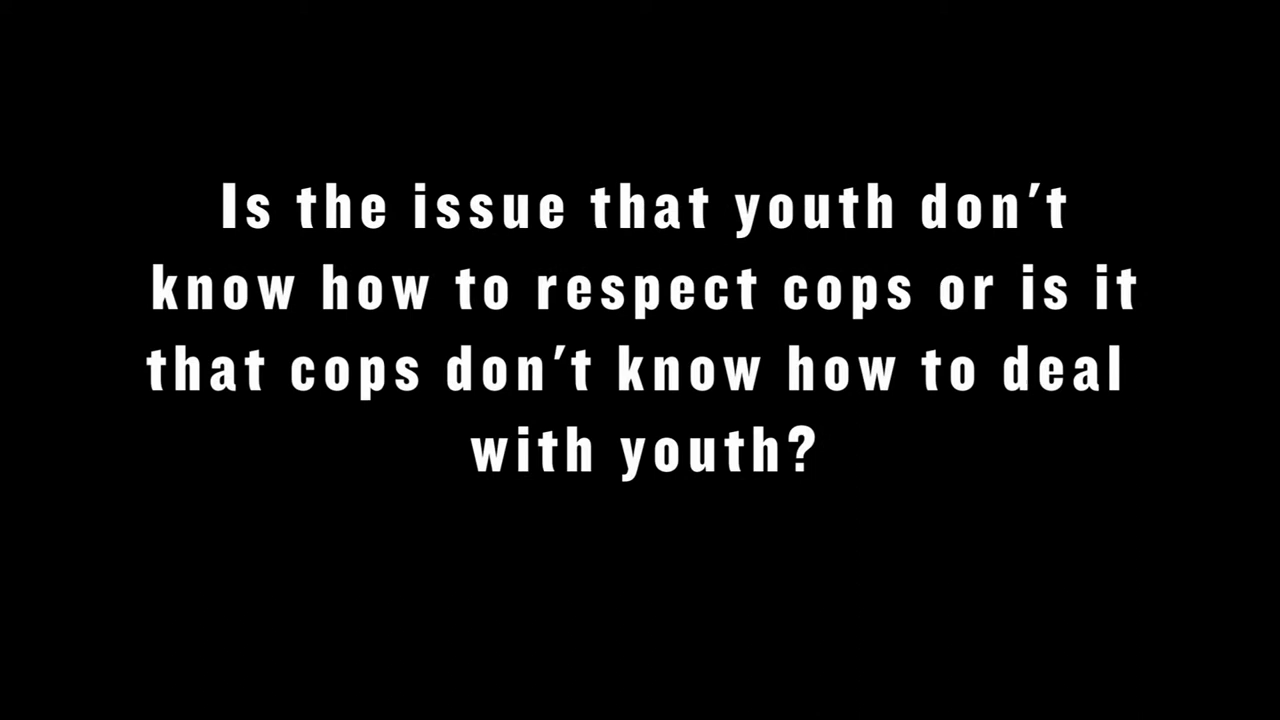 Is the issue that youth don't
know how to respect cops or is it
that cops don't know how to deal
with youth?